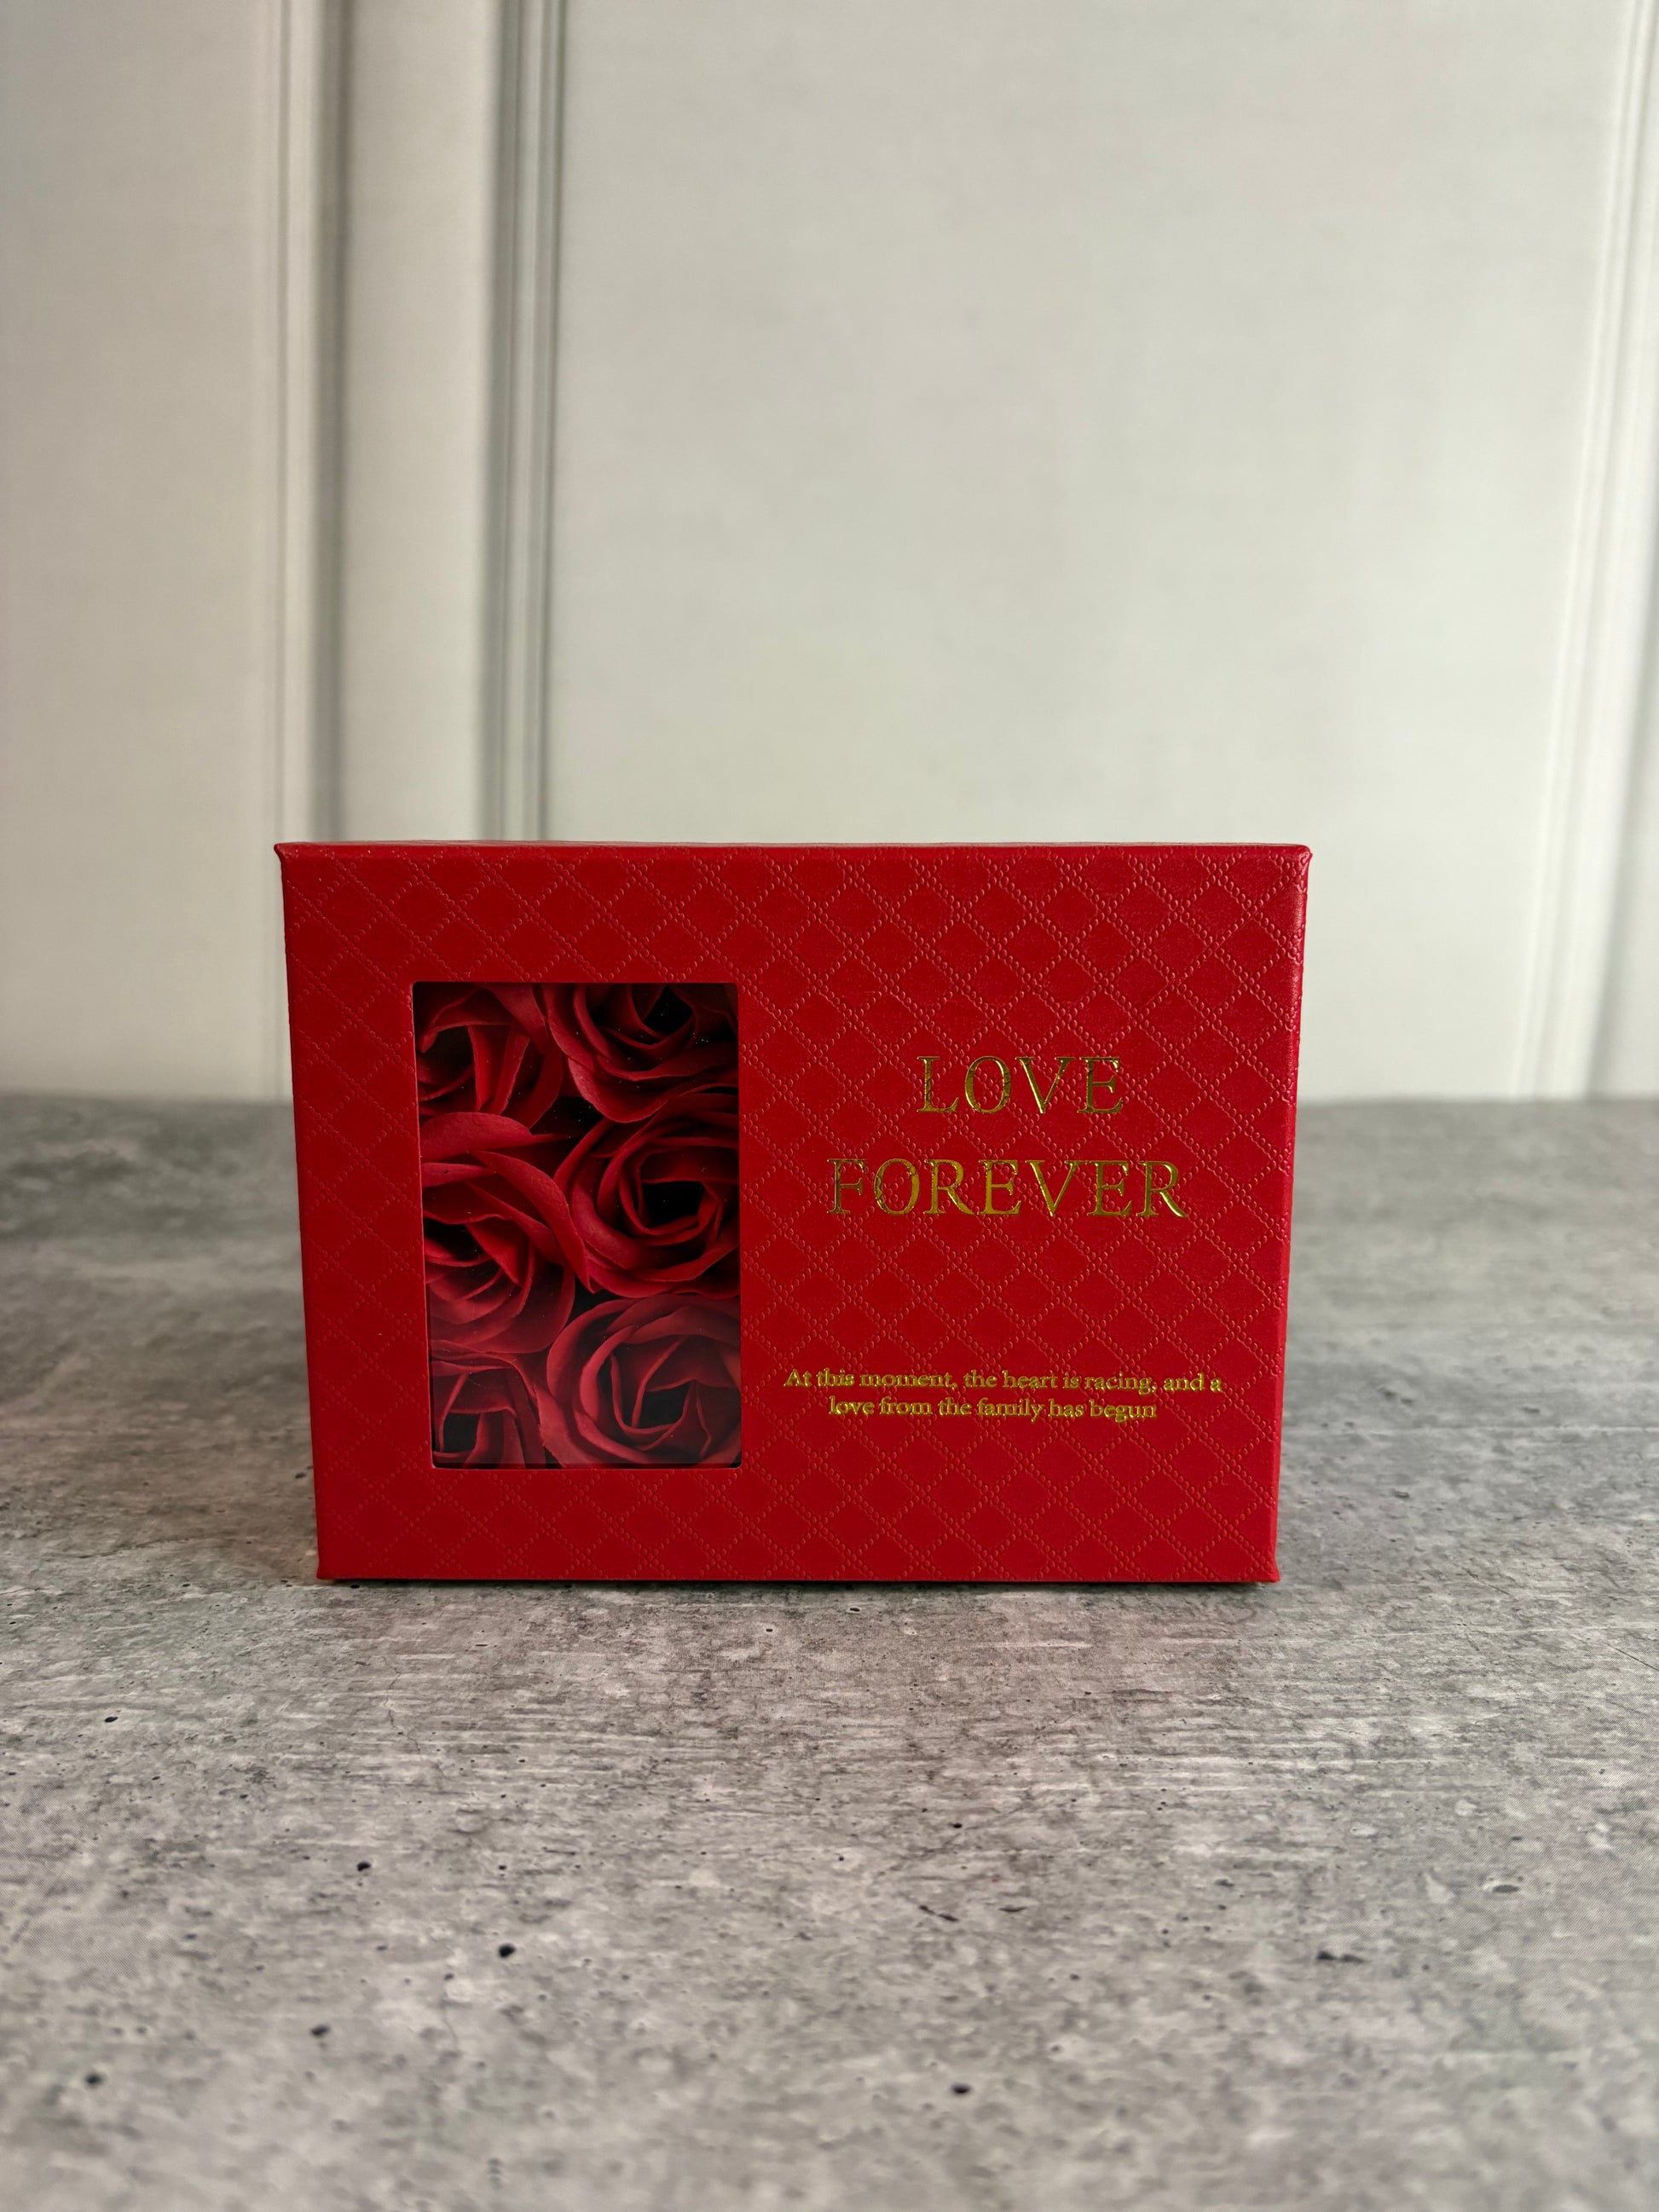 LOVE
FOREVER
At this moment, the heart is racing, and a
love from the family has begun